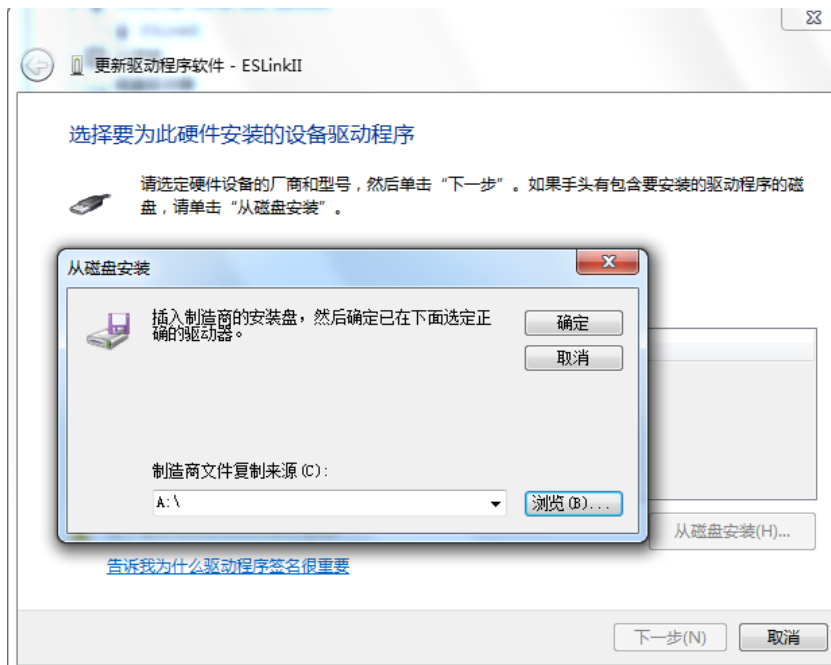 更新驱动程序软件 - ESLinkII
选择要为此硬件安装的设备驱动程序
请选定硬件设备的厂商和型号，然后单击“下一步”。如果手头有包含要安装的驱动程序的磁
盘，请单击“从磁盘安装”。
从磁盘安装
插入制造商的安装盘，然后确定已在下面选定正
确的驱动器。
确定
取消
制造商文件复制来源(C):
A:\
浏览(B)...
从磁盘安装(H)...
告诉我为什么驱动程序签名很重要
下一步(N)
取消